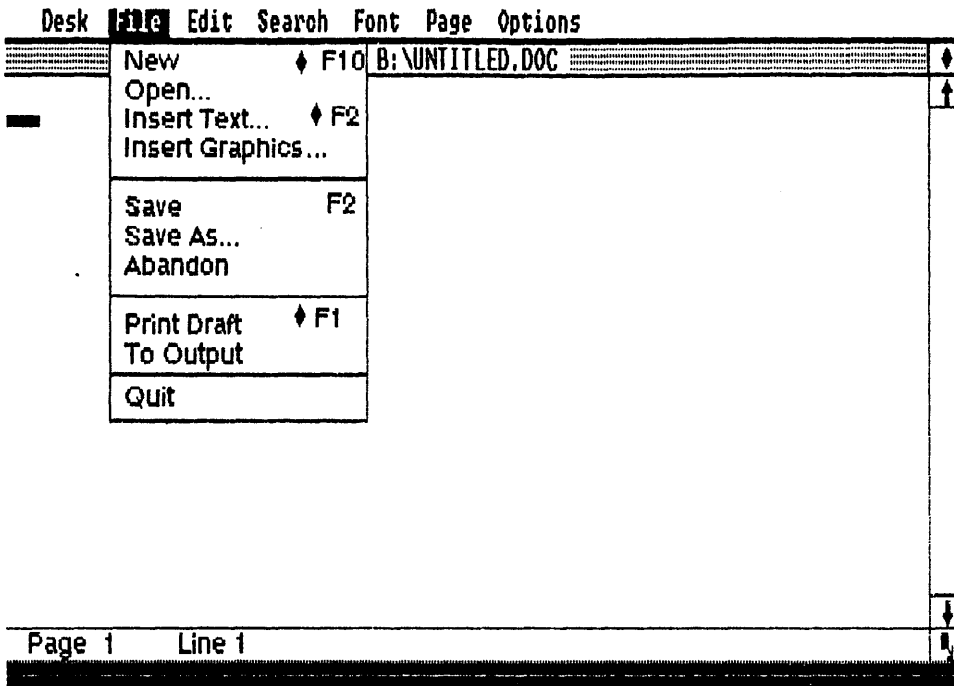 Desk File Edit Search Font Page Options
B:\UNTITLED.DOC
New ♦ F10
Open...
Insert Text... ♦ F2
Insert Graphics...
Save F2
Save As...
Abandon
Print Draft ♦ F1
To Output
Quit
Page 1 Line 1